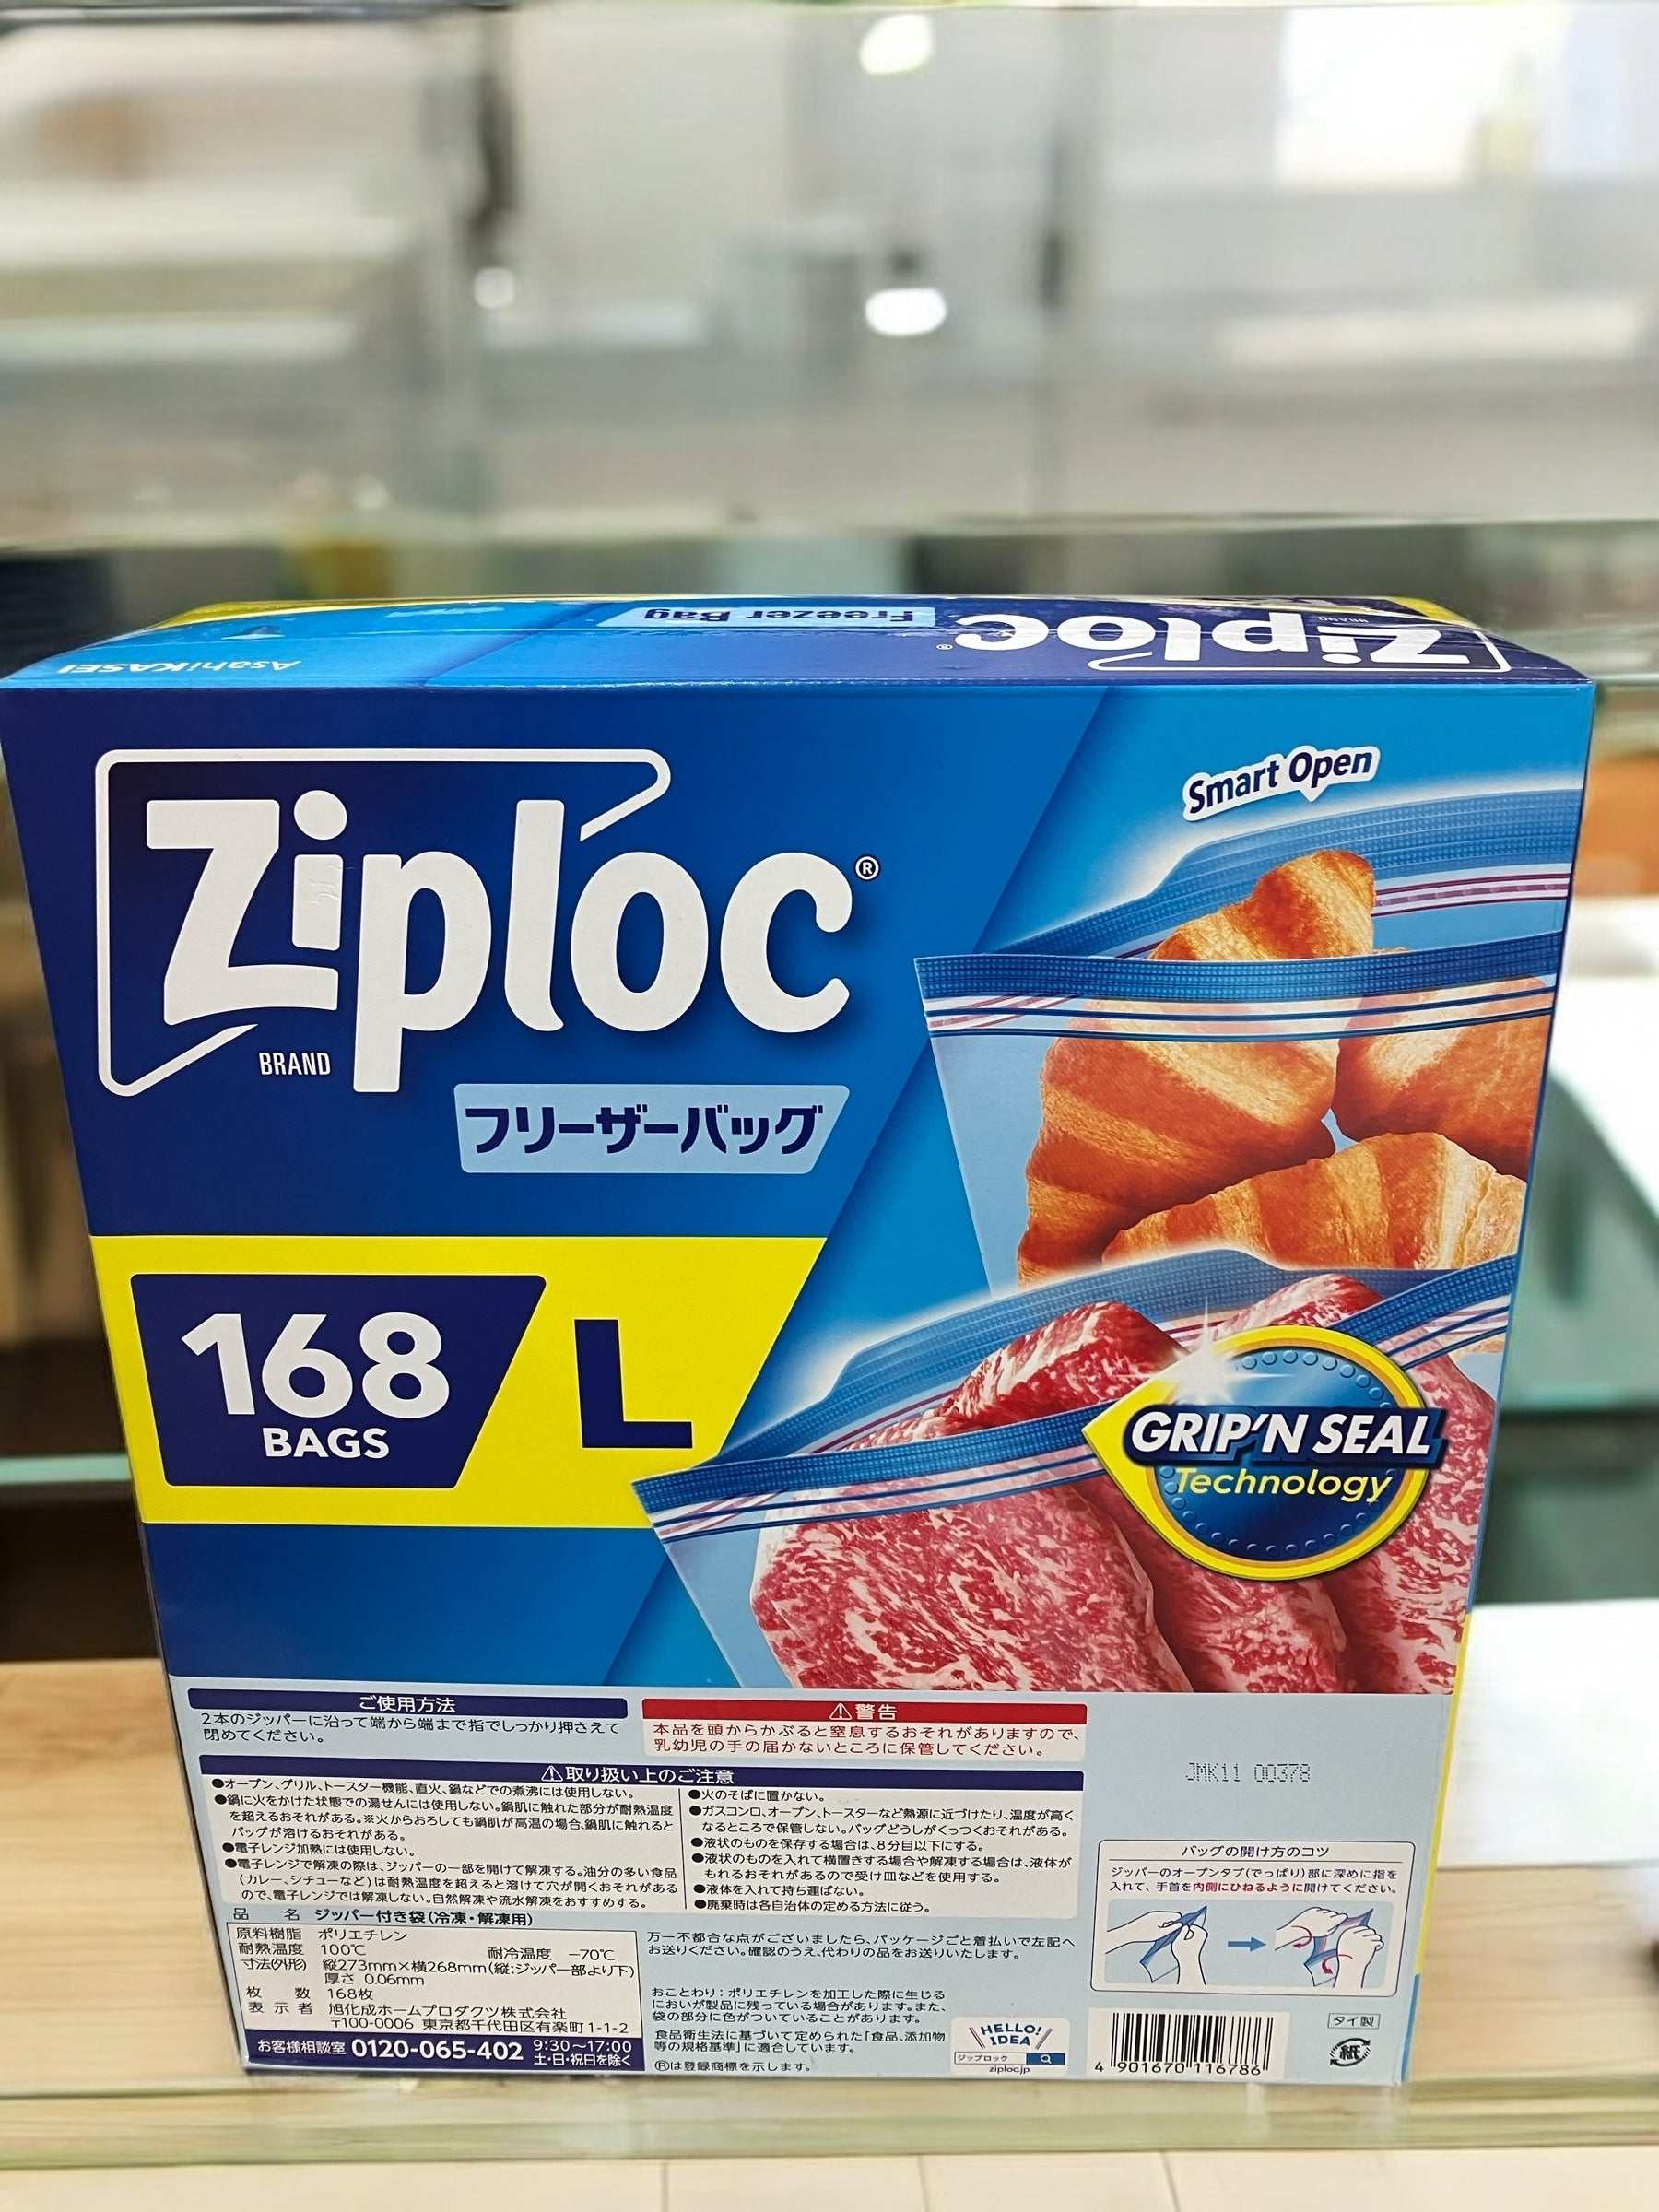 Ziploc®
BRAND
Freezer Bag
AsahiKASEI
Ziploc®
BRAND
フリーザーバッグ
Smart Open
168
BAGS
L
GRIP'N SEAL
Technology
ご使用方法
2本のジッパーに沿って端から端まで指でしっかり押さえて
閉めてください。
⚠警告
本品を頭からかぶると窒息するおそれがありますので、
乳幼児の手の届かないところに保管してください。
⚠取り扱い上のご注意
●オーブン、グリル、トースター機能、直火、鍋などでの煮沸には使用しない。
●鍋に火をかけた状態での湯せんには使用しない。鍋肌に触れた部分が耐熱温度
を超えるおそれがある。※火からおろしても鍋肌が高温の場合、鍋肌に触れると
バッグが溶けるおそれがある。
●電子レンジ加熱には使用しない。
●電子レンジで解凍の際は、ジッパーの一部を開けて解凍する。油分の多い食品
(カレー、シチューなど)は耐熱温度を超えると溶けて穴が開くおそれがある
ので、電子レンジでは解凍しない。自然解凍や流水解凍をおすすめする。
●火のそばに置かない。
●ガスコンロ、オーブン、トースターなど熱源に近づけたり、温度が高く
なるところで保管しない。バッグどうしがくっつくおそれがある。
●液状のものを保存する場合は、8分目以下にする。
●液状のものを入れて横置きする場合や解凍する場合は、液体が
もれるおそれがあるので受け皿などを使用する。
●液体を入れて持ち運ばない。
●廃棄時は各自治体の定める方法に従う。
JMK11 00378
バッグの開け方のコツ
ジッパーのオープンタブ(でっぱり)部に深めに指を
入れて、手首を内側にひねるように開けてください。
品 名 ジッパー付き袋(冷凍・解凍用)
原料樹脂 ポリエチレン
耐熱温度 100℃ 耐冷温度 -70℃
寸法(外形) 縦273mm×横268mm(縦:ジッパー部より下)
厚さ 0.06mm
枚 数 168枚
表示者 旭化成ホームプロダクツ株式会社
〒100-0006 東京都千代田区有楽町1-1-2
お客様相談室 0120-065-402 9:30~17:00
土・日・祝日を除く
万一不都合な点がございましたら、パッケージごと着払いで左記へ
お送りください。確認のうえ、代わりの品をお送りいたします。
おことわり:ポリエチレンを加工した際に生じる
においが製品に残っている場合があります。また、
袋の部分に色がついていることがあります。
食品衛生法に基づいて定められた「食品、添加物
等の規格基準」に適合しています。
®は登録商標を示します。
HELLO!
IDEA
ジップロック
ziploc.jp
4 901670 116786
タイ製
紙